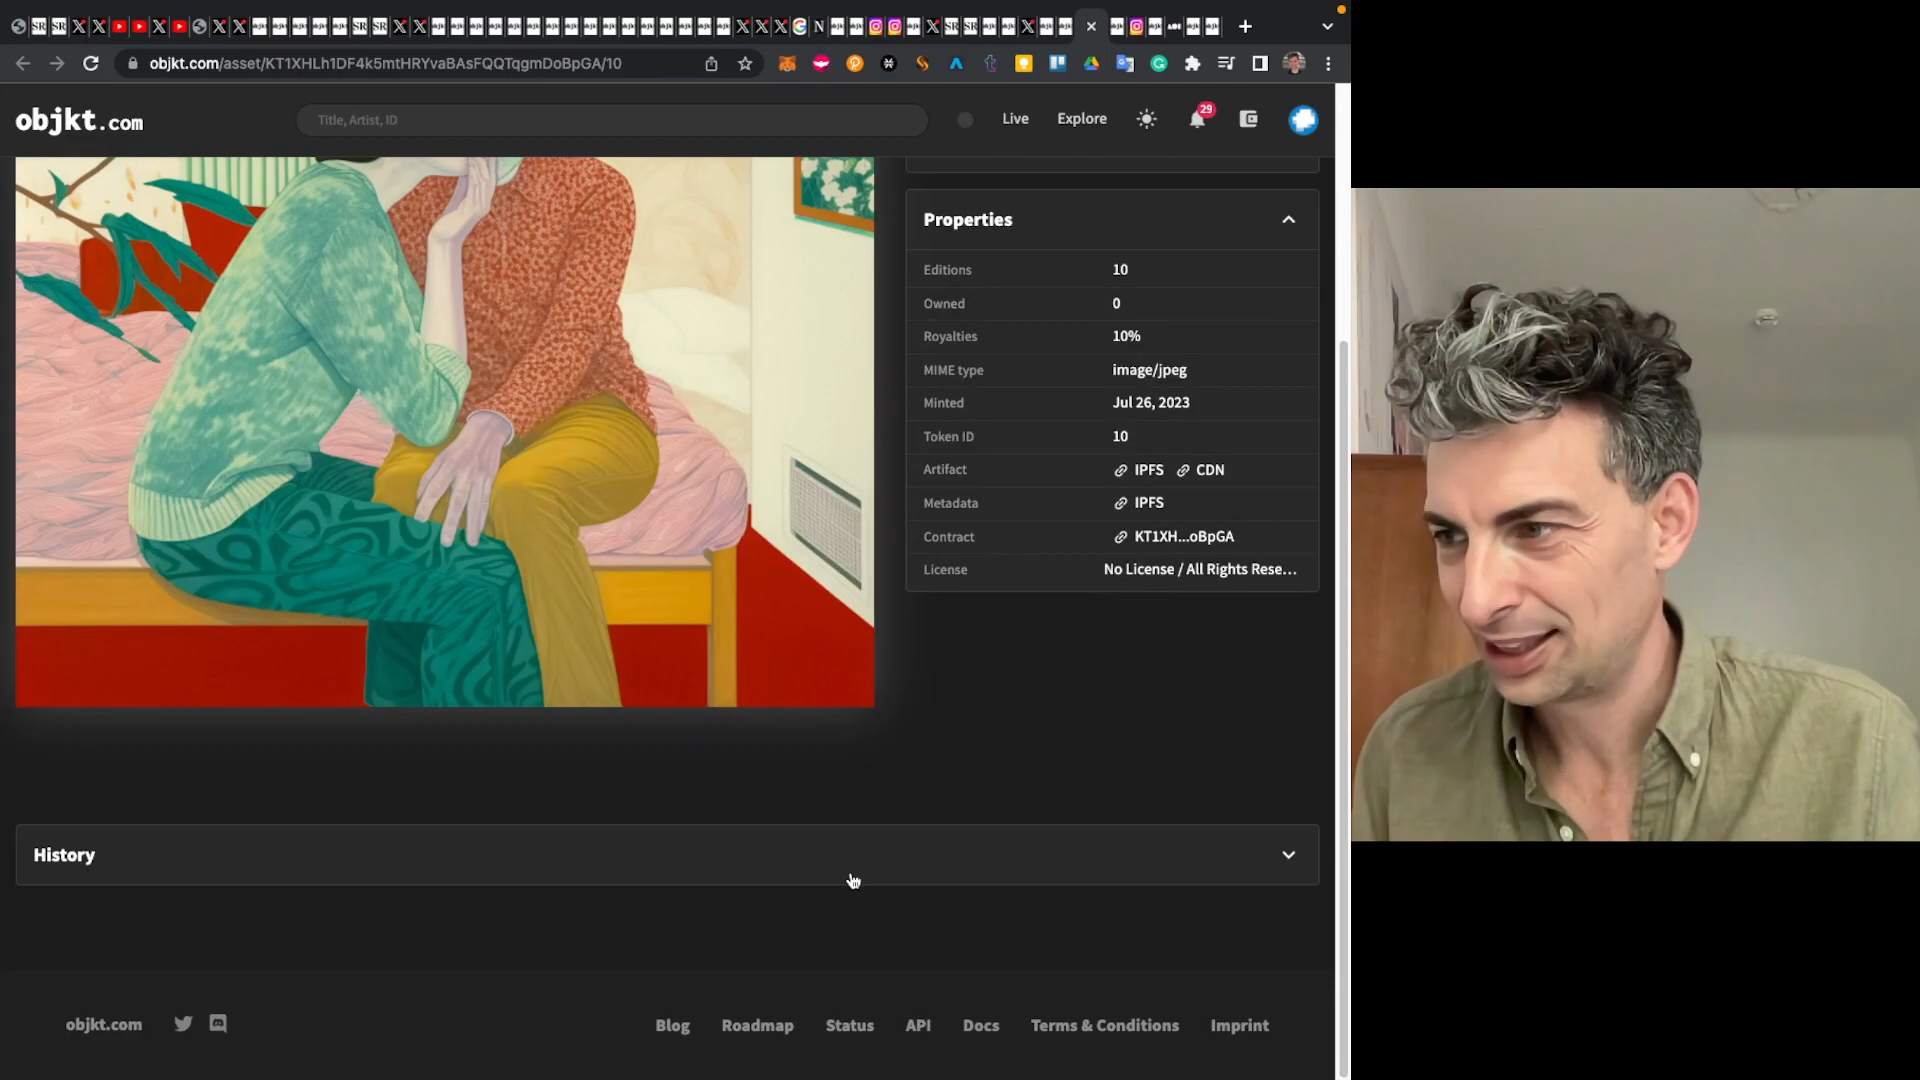 objkt.com/asset/KT1XHLh1DF4k5mtHRYvaBAsFQQTqgmDoBpGA/10
objkt.com
Title, Artist, ID
Live
Explore
29
Properties
Editions 10
Owned 0
Royalties 10%
MIME type image/jpeg
Minted Jul 26, 2023
Token ID 10
Artifact IPFS CDN
Metadata IPFS
Contract KT1XH...oBpGA
License No License / All Rights Rese...
History
objkt.com
Blog
Roadmap
Status
API
Docs
Terms & Conditions
Imprint